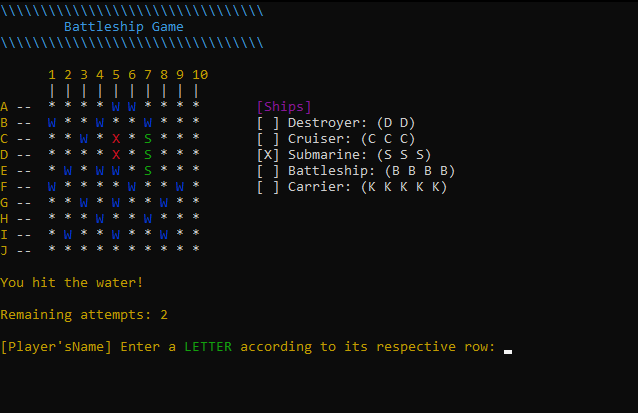 \\\\\\\\\\\\\\\\\\\\\\\\\\\\\\\\\
Battleship Game
\\\\\\\\\\\\\\\\\\\\\\\\\\\\\\\\\
1 2 3 4 5 6 7 8 9 10
| | | | | | | | | |
A -- * * * * W W * * * * [Ships]
B -- W * * W * * W * * * [ ] Destroyer: (D D)
C -- * * W * X * S * * * [ ] Cruiser: (C C C)
D -- * * * * X * S * * * [X] Submarine: (S S S)
E -- * W * W W * S * * * [ ] Battleship: (B B B B)
F -- W * * * * W * * W * [ ] Carrier: (K K K K K)
G -- * * W * W * * W * *
H -- * * * W * * W * * *
I -- * W * * W * * W * *
J -- * * * * * * * * * *
You hit the water!
Remaining attempts: 2
[Player'sName] Enter a LETTER according to its respective row: